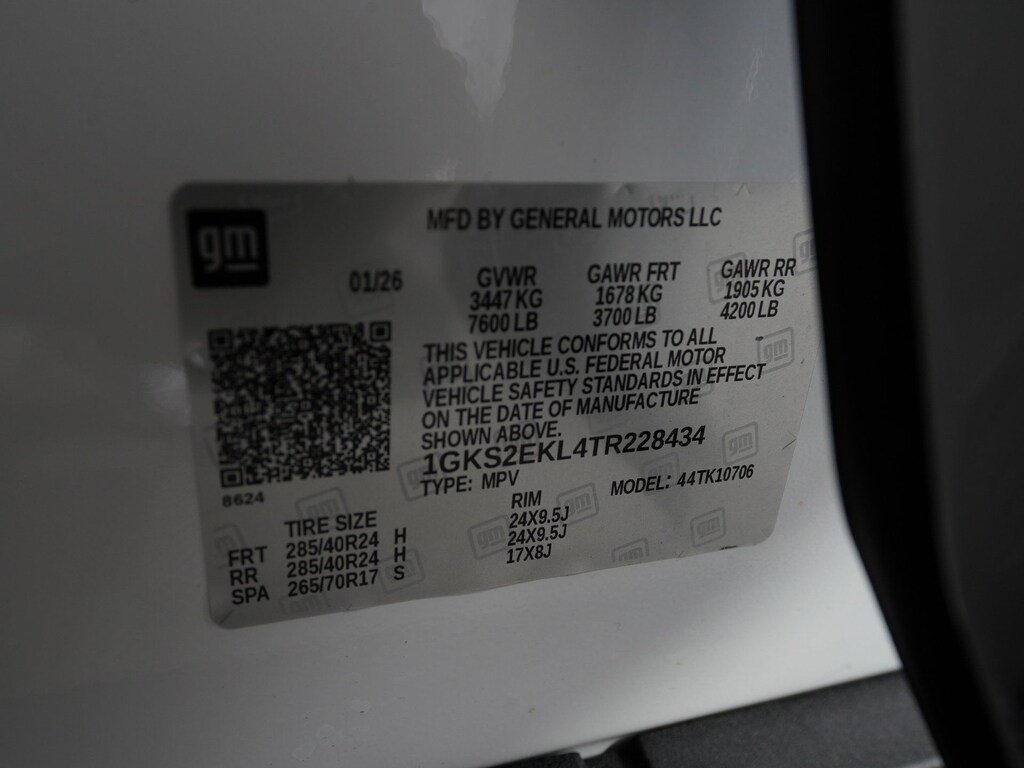 gm
MFD BY GENERAL MOTORS LLC
01/26 GVWR GAWR FRT GAWR RR
3447 KG 1678 KG 1905 KG
7600 LB 3700 LB 4200 LB
THIS VEHICLE CONFORMS TO ALL
APPLICABLE U.S. FEDERAL MOTOR
VEHICLE SAFETY STANDARDS IN EFFECT
ON THE DATE OF MANUFACTURE
SHOWN ABOVE.
1GKS2EKL4TR228434
8624 TYPE: MPV MODEL: 44TK10706
TIRE SIZE RIM
FRT 285/40R24 H 24X9.5J
RR 285/40R24 H 24X9.5J
SPA 265/70R17 S 17X8J